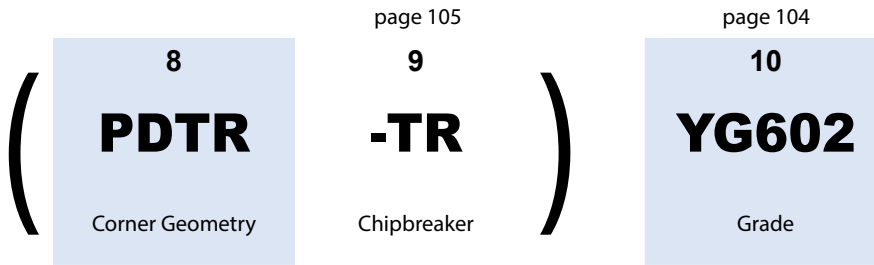 page 105 page 104
8 9 10
( PDTR -TR ) YG602
Corner Geometry Chipbreaker Grade